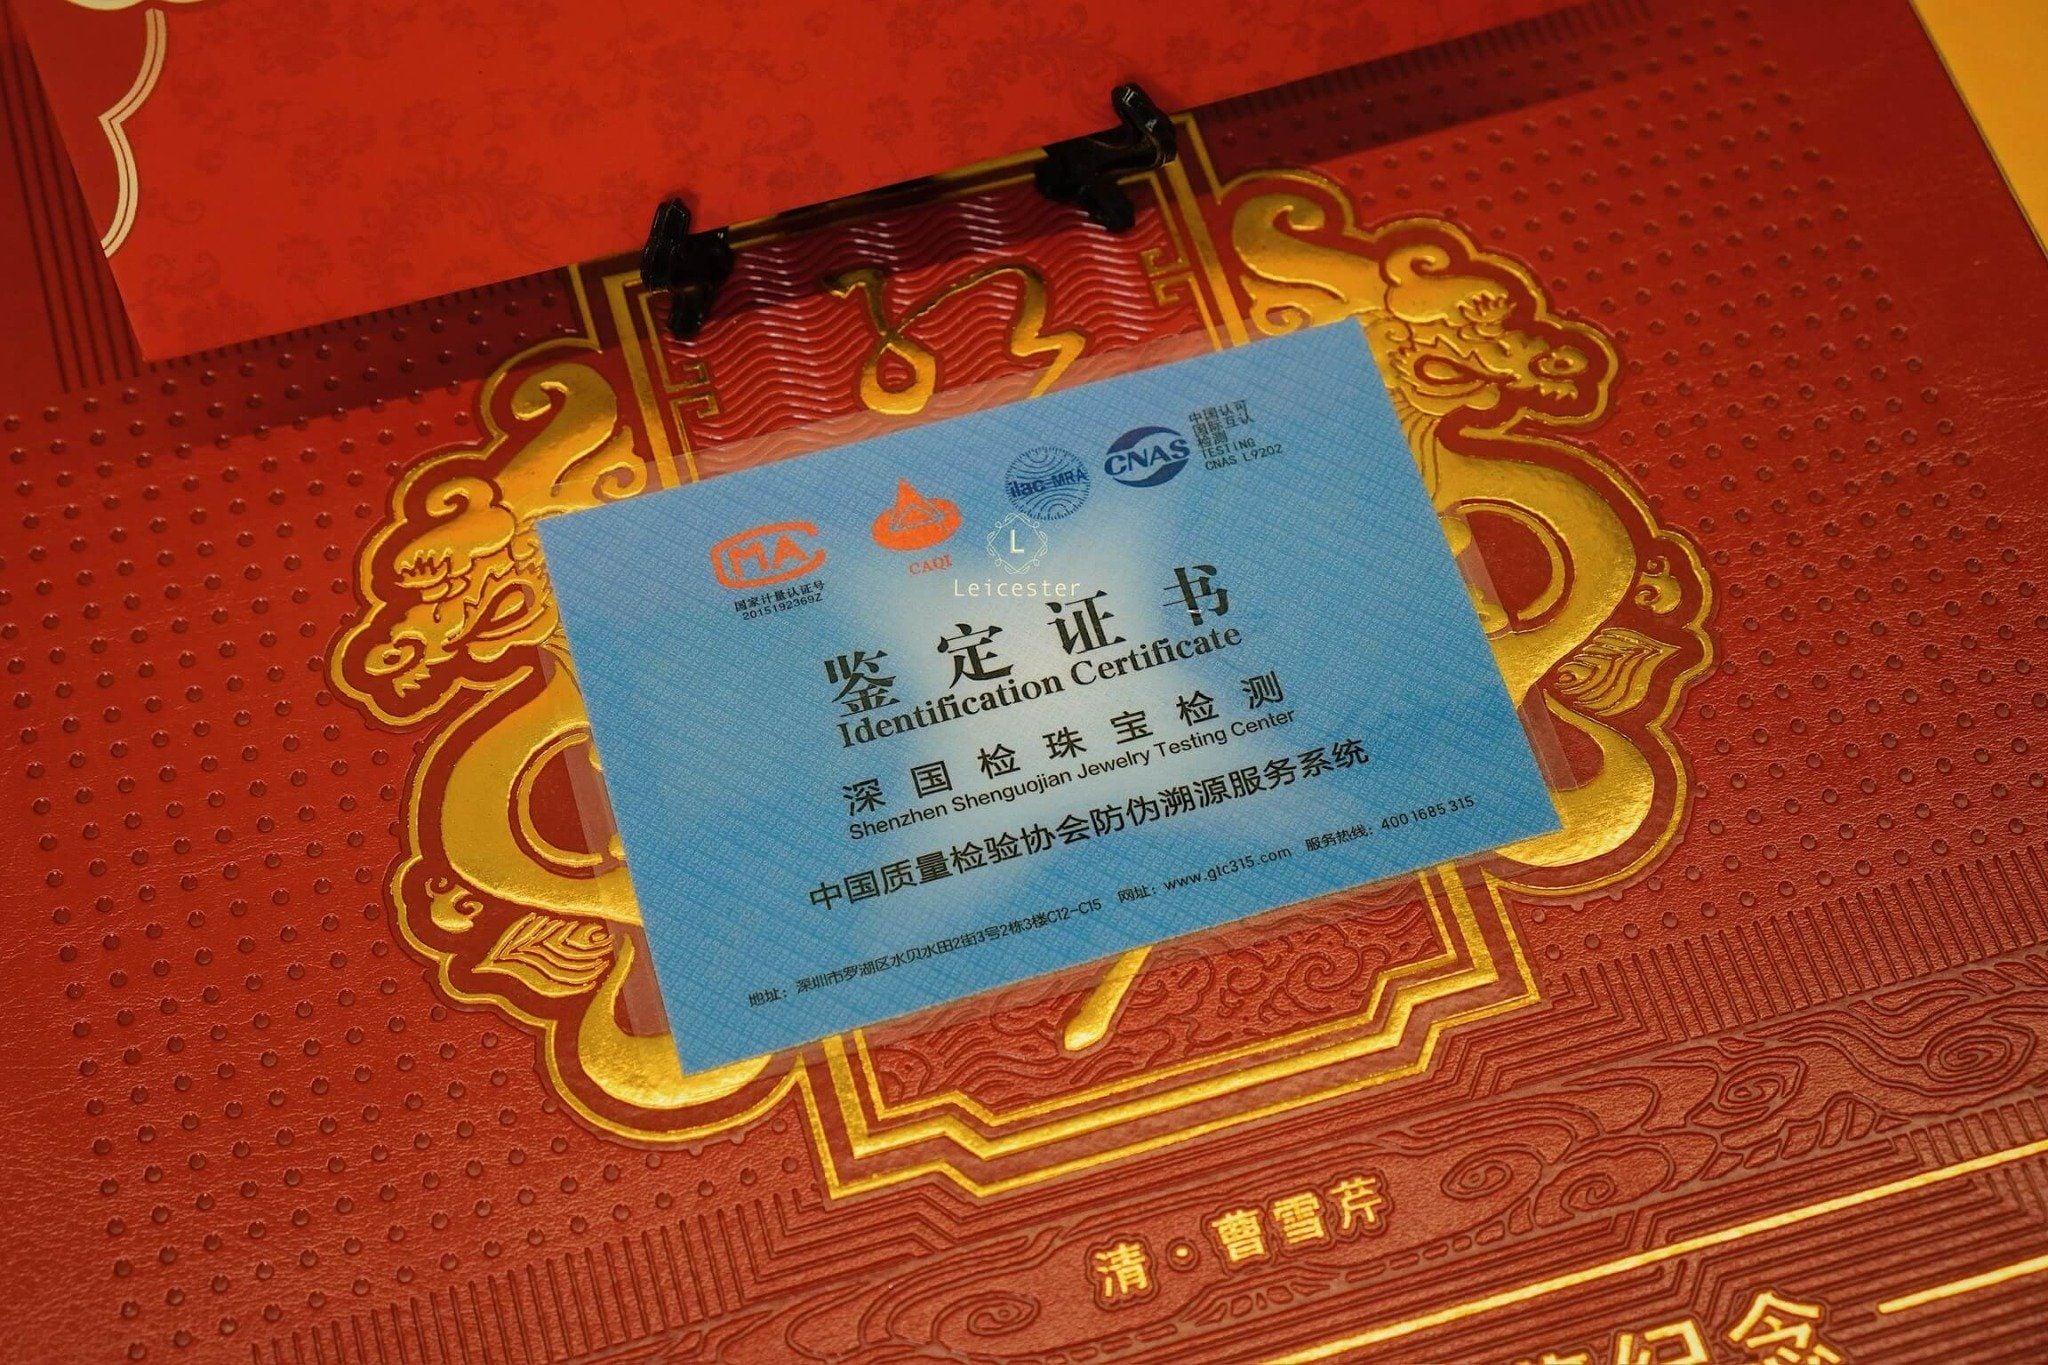 CMA
国家计量认证号
2015192369Z
CAQI
ilac-MRA
CNAS
中国认可
国际互认
检测
TESTING
CNAS L9202
L
Leicester
鉴定证书
Identification Certificate
深国检珠宝检测
Shenzhen Shenguojian Jewelry Testing Center
中国质量检验协会防伪溯源服务系统
地址：深圳市罗湖区水贝水田2街3号2栋3楼C12-C15 网址：www.gtc315.com 服务热线：400 1685 315
清·曹雪芹
纪念